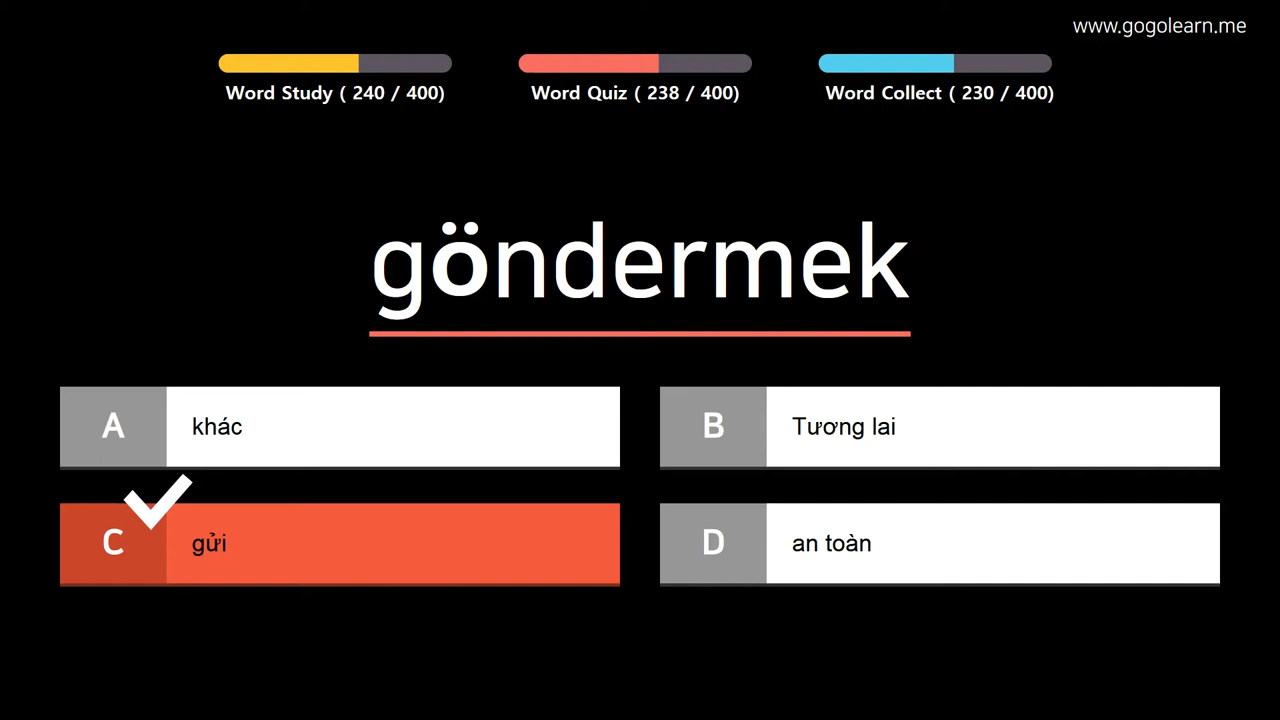 www.gogolearn.me
Word Study ( 240 / 400)
Word Quiz ( 238 / 400)
Word Collect ( 230 / 400)
göndermek
A khác
B Tương lai
C gửi
D an toàn